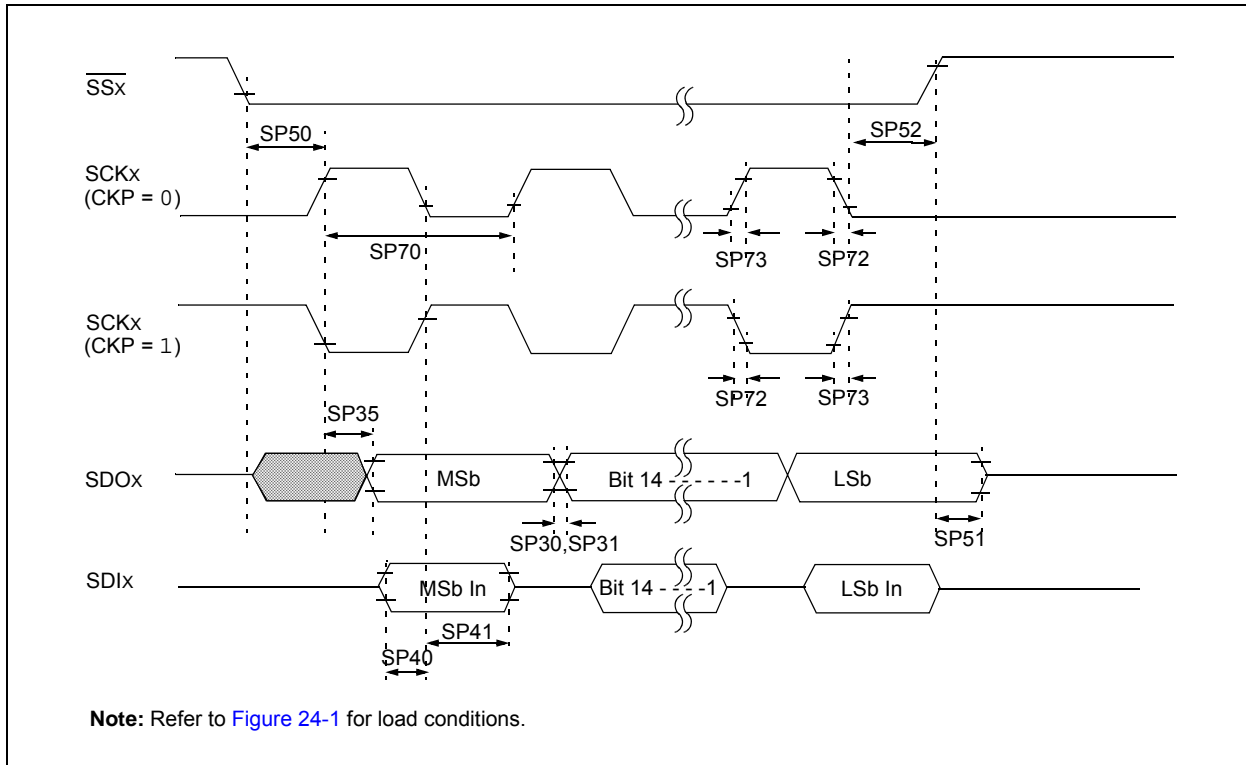 SSx
SP50
SP52
SCKx
(CKP = 0)
SP70
SP73
SP72
SCKx
(CKP = 1)
SP72
SP73
SP35
SDOx
MSb
Bit 14 - - - - - -1
LSb
SP30,SP31
SP51
SDIx
MSb In
Bit 14 - - - -1
LSb In
SP41
SP40
Note: Refer to Figure 24-1 for load conditions.